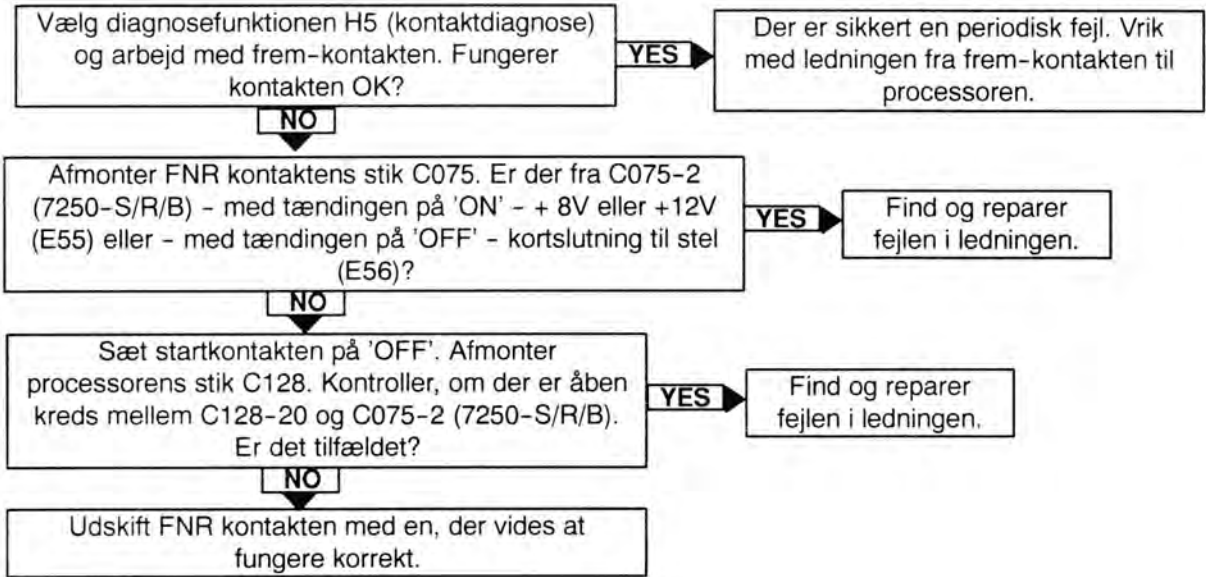 Vælg diagnosefunktionen H5 (kontaktdiagnose)
og arbejd med frem-kontakten. Fungerer
kontakten OK?
YES
Der er sikkert en periodisk fejl. Vrik
med ledningen fra frem-kontakten til
processoren.
NO
Afmonter FNR kontaktens stik C075. Er der fra C075-2
(7250-S/R/B) - med tændingen på 'ON' - + 8V eller +12V
(E55) eller - med tændingen på 'OFF' - kortslutning til stel
(E56)?
YES
Find og reparer
fejlen i ledningen.
NO
Sæt startkontakten på 'OFF'. Afmonter
processorens stik C128. Kontroller, om der er åben
kreds mellem C128-20 og C075-2 (7250-S/R/B).
Er det tilfældet?
YES
Find og reparer
fejlen i ledningen.
NO
Udskift FNR kontakten med en, der vides at
fungere korrekt.